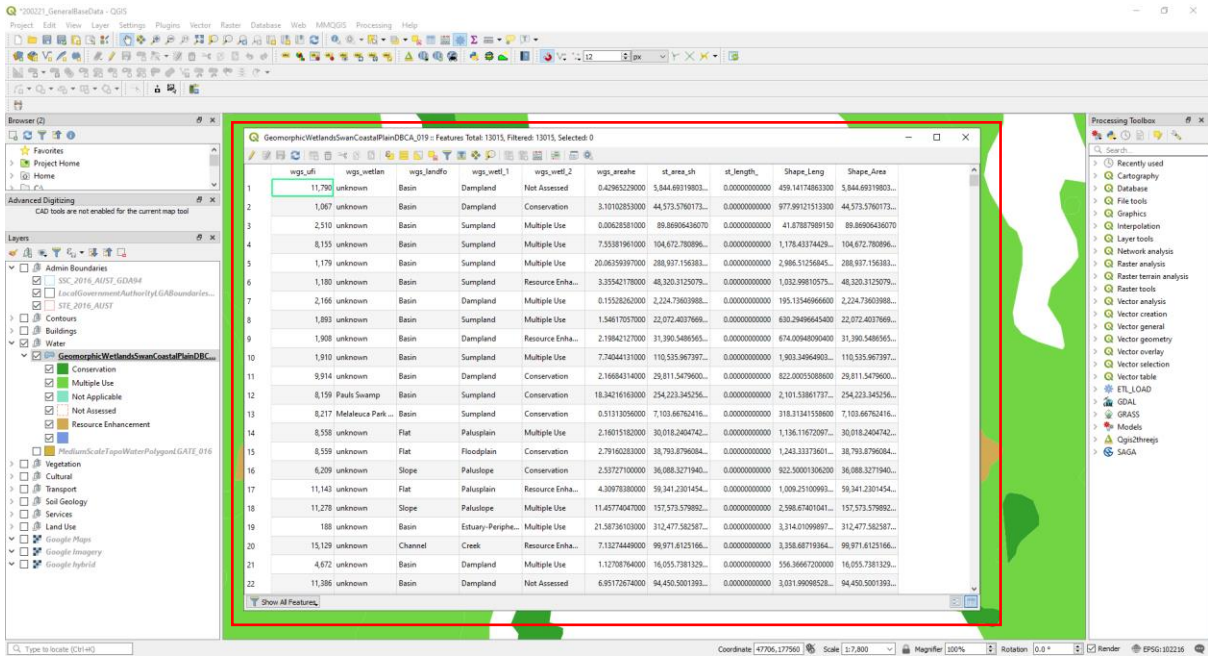 *200221_GeneralBaseData - QGIS
Project Edit View Layer Settings Plugins Vector Raster Database Web MMQGIS Processing Help
12 px
Browser (2)
Favorites
Project Home
Home
Advanced Digitizing
CAD tools are not enabled for the current map tool
Layers
Admin Boundaries
SSC_2016_AUST_GDA94
LocalGovernmentAuthorityLGABoundaries...
STE_2016_AUST
Contours
Buildings
Water
GeomorphicWetlandsSwanCoastalPlainDBC...
Conservation
Multiple Use
Not Applicable
Not Assessed
Resource Enhancement
MediumScaleTopoWaterPolygonLGATE_016
Vegetation
Cultural
Transport
Soil Geology
Services
Land Use
Google Maps
Google Imagery
Google hybrid
GeomorphicWetlandsSwanCoastalPlainDBCA_019 :: Features Total: 13015, Filtered: 13015, Selected: 0
wgs_ufi wgs_wetlan wgs_landfo wgs_wetl_1 wgs_wetl_2 wgs_areahe st_area_sh st_length_ Shape_Leng Shape_Area
1 11,790 unknown Basin Dampland Not Assessed 0.42965229000 5,844.69319803... 0.00000000000 459.14174863300 5,844.69319803...
2 1,067 unknown Basin Dampland Conservation 3.10102853000 44,573.5760173... 0.00000000000 977.99121513300 44,573.5760173...
3 2,510 unknown Basin Sumpland Multiple Use 0.00628581000 89.86906436070 0.00000000000 41.87887989150 89.86906436070
4 8,155 unknown Basin Sumpland Multiple Use 7.55381961000 104,672.780896... 0.00000000000 1,178.43374429... 104,672.780896...
5 1,179 unknown Basin Sumpland Multiple Use 20.06359397000 288,937.156383... 0.00000000000 2,986.51256845... 288,937.156383...
6 1,180 unknown Basin Sumpland Resource Enha... 3.35542178000 48,320.3125079... 0.00000000000 1,032.99810575... 48,320.3125079...
7 2,166 unknown Basin Dampland Multiple Use 0.15528262000 2,224.73603988... 0.00000000000 195.13546966600 2,224.73603988...
8 1,893 unknown Basin Sumpland Multiple Use 1.54617057000 22,072.4037669... 0.00000000000 630.29496645400 22,072.4037669...
9 1,908 unknown Basin Dampland Resource Enha... 2.19842127000 31,390.5486565... 0.00000000000 674.00948090400 31,390.5486565...
10 1,910 unknown Basin Sumpland Multiple Use 7.74044131000 110,535.967397... 0.00000000000 1,903.34964903... 110,535.967397...
11 9,914 unknown Basin Dampland Conservation 2.16684314000 29,811.5479600... 0.00000000000 822.00055088600 29,811.5479600...
12 8,159 Pauls Swamp Basin Sumpland Conservation 18.34216163000 254,223.345256... 0.00000000000 2,101.53861737... 254,223.345256...
13 8,217 Melaleuca Park ... Basin Sumpland Conservation 0.51313056000 7,103.66762416... 0.00000000000 318.31341558600 7,103.66762416...
14 8,558 unknown Flat Palusplain Multiple Use 2.16015182000 30,018.2404742... 0.00000000000 1,136.11672097... 30,018.2404742...
15 8,559 unknown Flat Floodplain Conservation 2.79160283000 38,793.8796084... 0.00000000000 1,243.33373601... 38,793.8796084...
16 6,209 unknown Slope Paluslope Conservation 2.53727100000 36,088.3271940... 0.00000000000 922.50001306200 36,088.3271940...
17 11,143 unknown Flat Palusplain Resource Enha... 4.30978380000 59,341.2301454... 0.00000000000 1,009.25100993... 59,341.2301454...
18 11,278 unknown Slope Paluslope Multiple Use 11.45774047000 157,573.579892... 0.00000000000 2,598.67401041... 157,573.579892...
19 188 unknown Basin Estuary-Periphe... Multiple Use 21.58736103000 312,477.582587... 0.00000000000 3,314.01099897... 312,477.582587...
20 15,129 unknown Channel Creek Resource Enha... 7.13274449000 99,971.6125166... 0.00000000000 3,358.68719364... 99,971.6125166...
21 4,672 unknown Basin Dampland Multiple Use 1.12708764000 16,055.7381329... 0.00000000000 556.36667200000 16,055.7381329...
22 11,386 unknown Basin Dampland Not Assessed 6.95172674000 94,450.5001393... 0.00000000000 3,031.99098528... 94,450.5001393...
Show All Features
Processing Toolbox
Search...
Recently used
Cartography
Database
File tools
Graphics
Interpolation
Layer tools
Network analysis
Raster analysis
Raster terrain analysis
Raster tools
Vector analysis
Vector creation
Vector general
Vector geometry
Vector overlay
Vector selection
Vector table
ETL_LOAD
GDAL
GRASS
Models
Qgis2threejs
SAGA
Type to locate (Ctrl+K)
Coordinate 47706,177560 Scale 1:7,800 Magnifier 100% Rotation 0.0 ° Render EPSG:102216